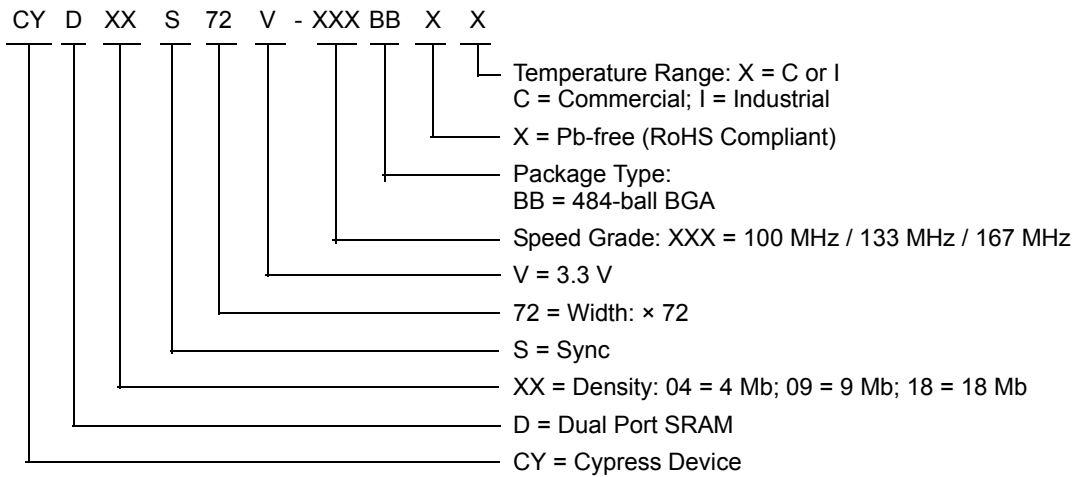 CY D XX S 72 V - XXX BB X X
Temperature Range: X = C or I
C = Commercial; I = Industrial
X = Pb-free (RoHS Compliant)
Package Type:
BB = 484-ball BGA
Speed Grade: XXX = 100 MHz / 133 MHz / 167 MHz
V = 3.3 V
72 = Width: × 72
S = Sync
XX = Density: 04 = 4 Mb; 09 = 9 Mb; 18 = 18 Mb
D = Dual Port SRAM
CY = Cypress Device